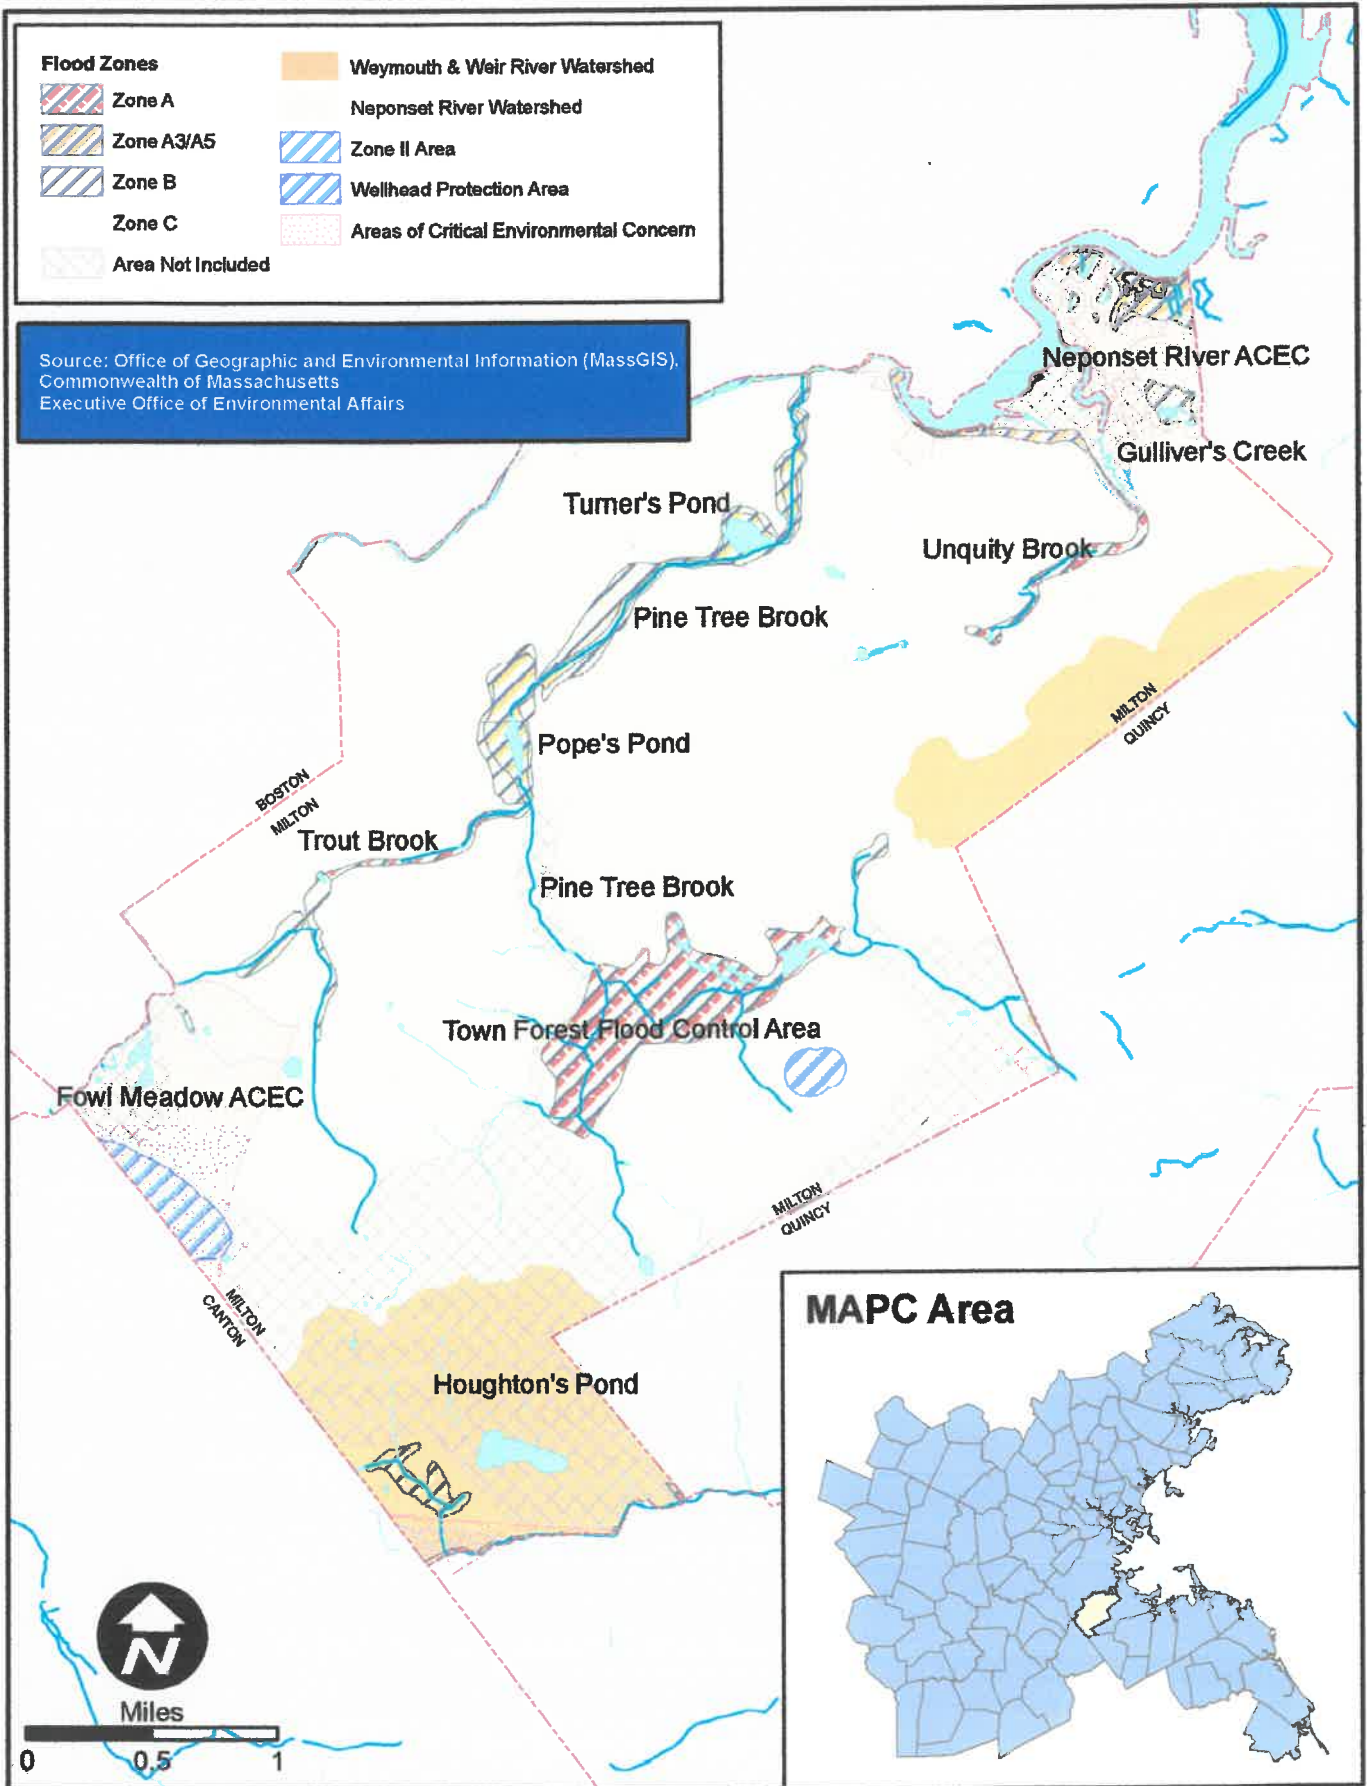 Flood Zones
Zone A
Zone A3/A5
Zone B
Zone C
Area Not Included
Weymouth & Weir River Watershed
Neponset River Watershed
Zone II Area
Wellhead Protection Area
Areas of Critical Environmental Concern
Source: Office of Geographic and Environmental Information (MassGIS),
Commonwealth of Massachusetts
Executive Office of Environmental Affairs
Neponset River ACEC
Gulliver's Creek
Turner's Pond
Unquity Brook
Pine Tree Brook
MILTON
QUINCY
Pope's Pond
BOSTON
MILTON
Trout Brook
Pine Tree Brook
Town Forest Flood Control Area
Fowl Meadow ACEC
MILTON
QUINCY
MILTON
CANTON
MAPC Area
Houghton's Pond
N
Miles
0 0.5 1